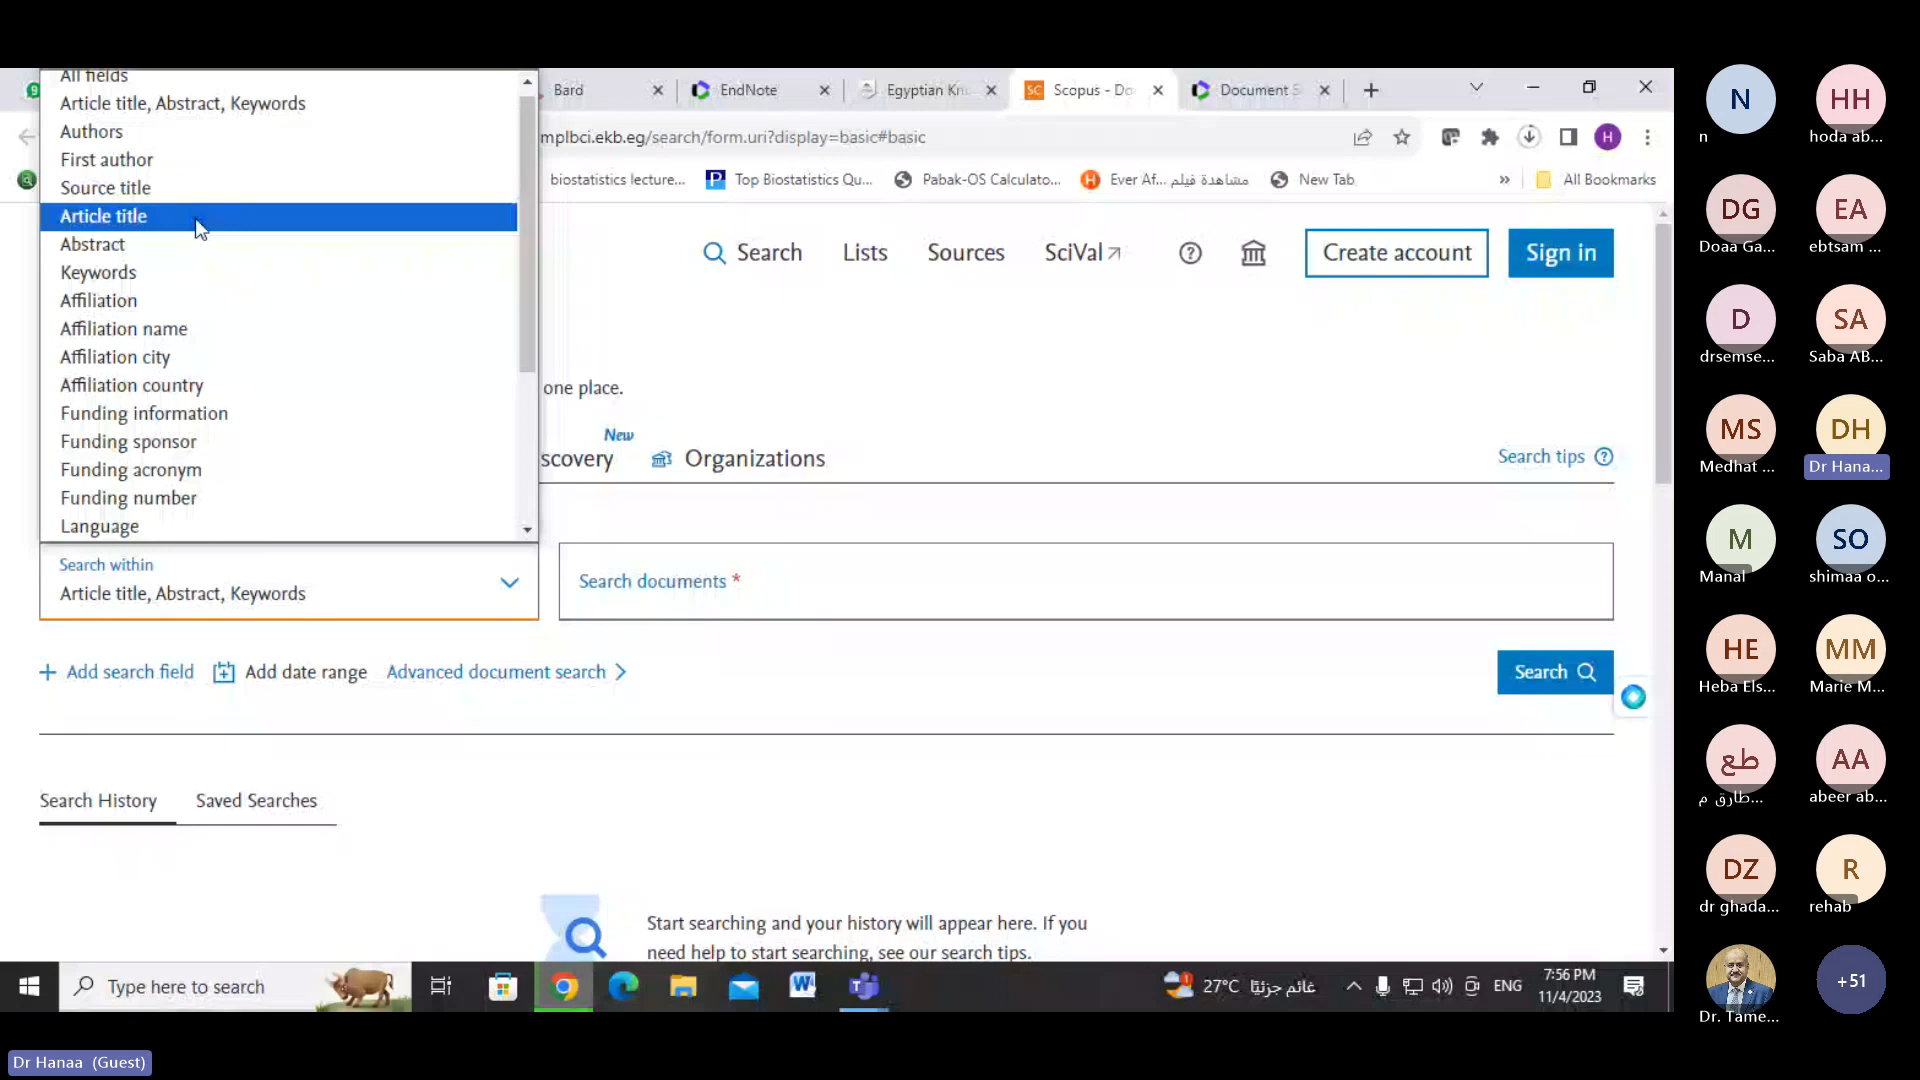 All fields
Article title, Abstract, Keywords
Authors
First author
Source title
Article title
Abstract
Keywords
Affiliation
Affiliation name
Affiliation city
Affiliation country
Funding information
Funding sponsor
Funding acronym
Funding number
Language
Bard
EndNote
Egyptian Kn
Scopus - Do
Document S
mplbci.ekb.eg/search/form.uri?display=basic#basic
H
biostatistics lecture...
Top Biostatistics Qu...
Pabak-OS Calculato...
Ever Af... مشاهدة فيلم
New Tab
»
All Bookmarks
Search
Lists
Sources
SciVal
Create account
Sign in
one place.
New
scovery
Organizations
Search tips
Search within
Article title, Abstract, Keywords
Search documents *
Add search field
Add date range
Advanced document search
Search
Search History
Saved Searches
Start searching and your history will appear here. If you
need help to start searching, see our search tips.
Type here to search
27°C غائم جزئيًا
ENG
7:56 PM
11/4/2023
N
n
HH
hoda ab...
DG
Doaa Ga...
EA
ebtsam ...
D
drsemse...
SA
Saba AB...
MS
Medhat ...
DH
Dr Hana...
M
Manal
SO
shimaa o...
HE
Heba Els...
MM
Marie M...
طع
طارق م...
AA
abeer ab...
DZ
dr ghada...
R
rehab
Dr. Tame...
+51
Dr Hanaa (Guest)